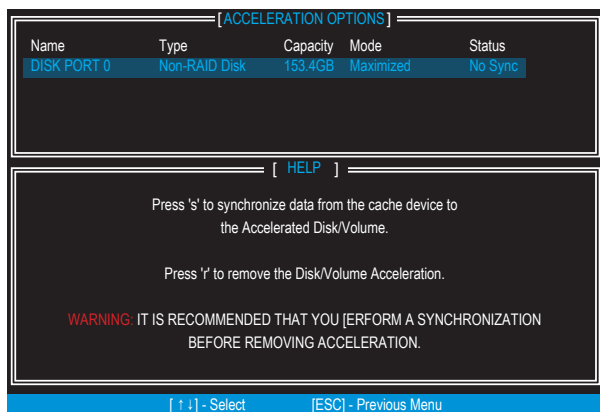 [ACCELERATION OPTIONS]
Name Type Capacity Mode Status
DISK PORT 0 Non-RAID Disk 153.4GB Maximized No Sync
[ HELP ]
Press 's' to synchronize data from the cache device to
the Accelerated Disk/Volume.
Press 'r' to remove the Disk/Volume Acceleration.
WARNING: IT IS RECOMMENDED THAT YOU [ERFORM A SYNCHRONIZATION
BEFORE REMOVING ACCELERATION.
[ ↑↓] - Select [ESC] - Previous Menu